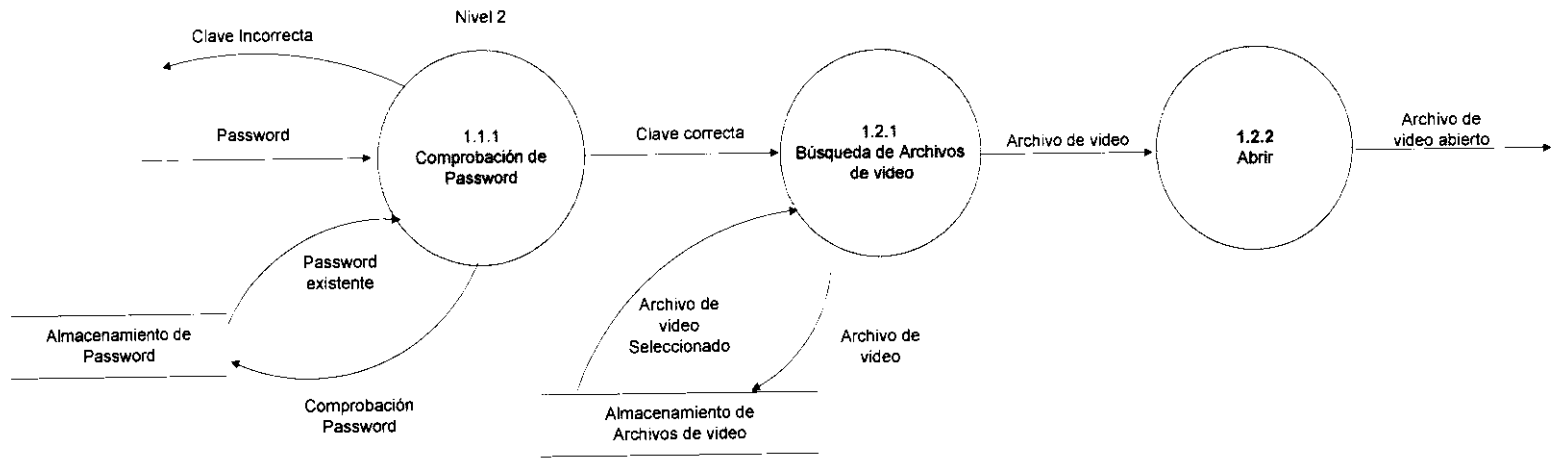 Nivel 2
Clave Incorrecta
Password
1.1.1
Comprobación de
Password
Clave correcta
1.2.1
Búsqueda de Archivos
de video
Archivo de video
1.2.2
Abrir
Archivo de
video abierto
Password
existente
Almacenamiento de
Password
Comprobación
Password
Archivo de
video
Seleccionado
Archivo de
video
Almacenamiento de
Archivos de video